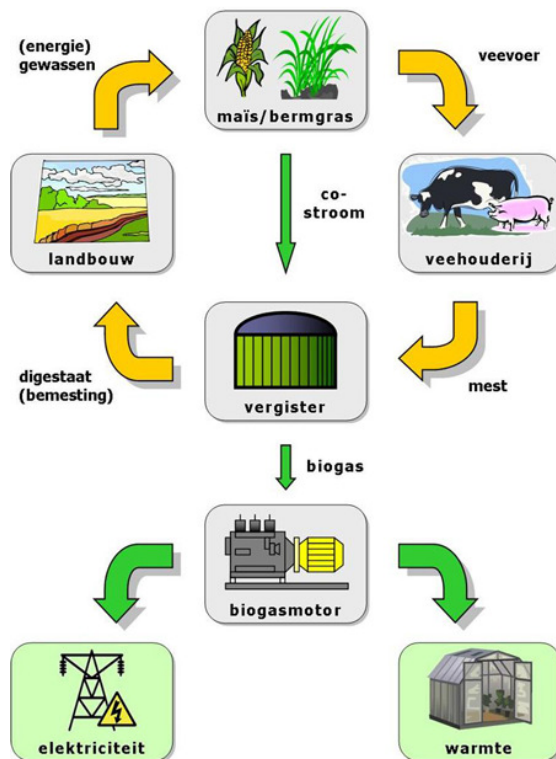 (energie)
gewassen
maïs/bermgras
veevoer
landbouw
co-
stroom
veehouderij
digestaat
(bemesting)
vergister
mest
biogas
biogasmotor
elektriciteit
warmte